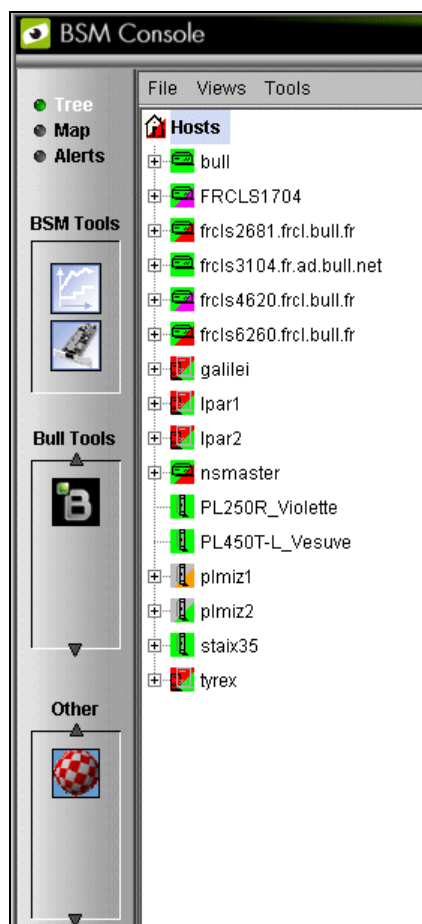 BSM Console
File Views Tools
Tree
Map
Alerts
BSM Tools
Bull Tools
B
Other
Hosts
bull
FRCLS1704
frcls2681.frcl.bull.fr
frcls3104.fr.ad.bull.net
frcls4620.frcl.bull.fr
frcls6260.frcl.bull.fr
galilei
lpar1
lpar2
nsmaster
PL250R_Violette
PL450T-L_Vesuve
plmiz1
plmiz2
staix35
tyrex